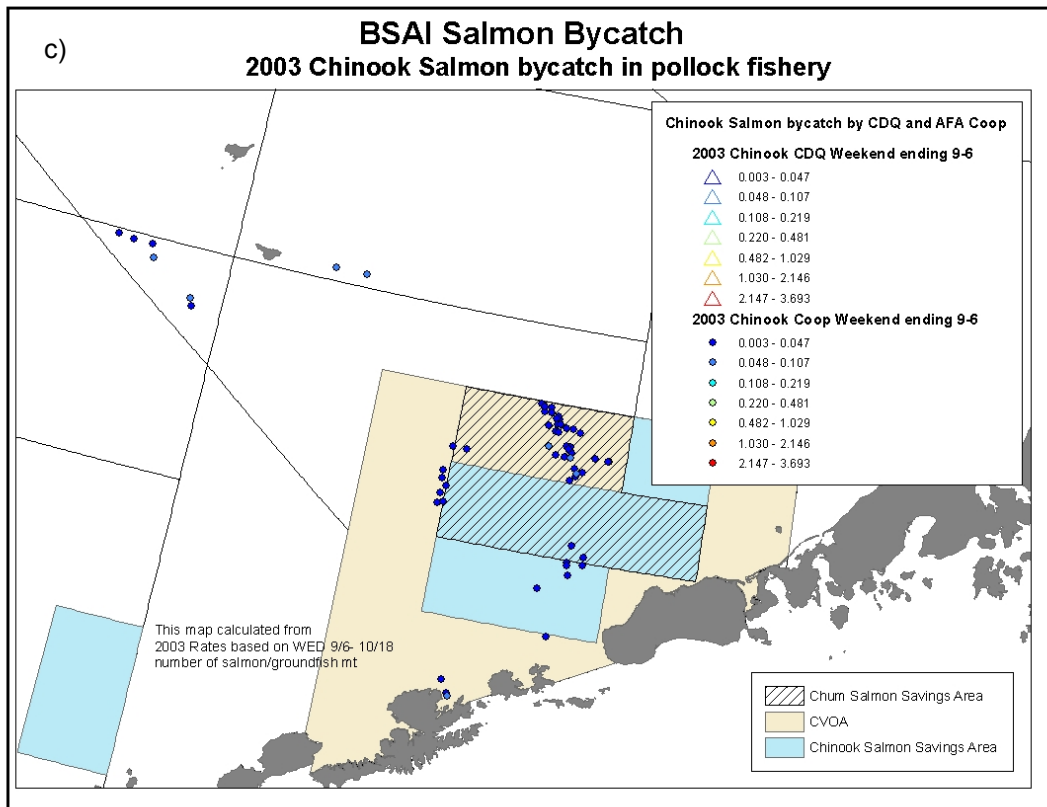 c)
BSAI Salmon Bycatch
2003 Chinook Salmon bycatch in pollock fishery
Chinook Salmon bycatch by CDQ and AFA Coop
2003 Chinook CDQ Weekend ending 9-6
0.003 - 0.047
0.048 - 0.107
0.108 - 0.219
0.220 - 0.481
0.482 - 1.029
1.030 - 2.146
2.147 - 3.693
2003 Chinook Coop Weekend ending 9-6
0.003 - 0.047
0.048 - 0.107
0.108 - 0.219
0.220 - 0.481
0.482 - 1.029
1.030 - 2.146
2.147 - 3.693
This map calculated from
2003 Rates based on WED 9/6- 10/18
number of salmon/groundfish mt
Chum Salmon Savings Area
CVOA
Chinook Salmon Savings Area